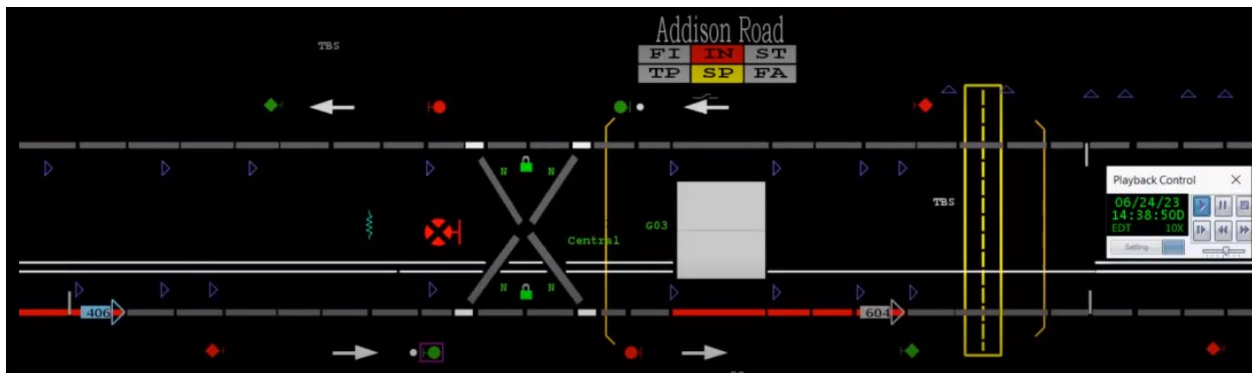 Addison Road
TBS
FI IN ST
TP SP FA
Playback Control
N N
06/24/23
14:38:50D
EDT 10X
TBS
G03
Central
Setting
N N
406
604